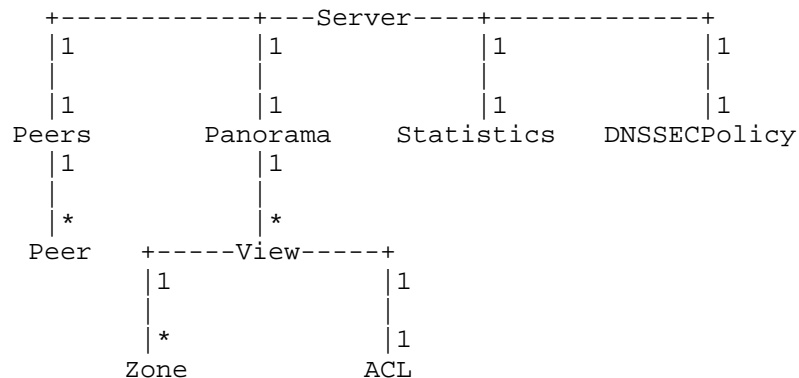 +------------+---Server----+-------------+
|1 |1 |1 |1
| | | |
|1 |1 |1 |1
Peers Panorama Statistics DNSSECPolicy
|1 |1
| |
|* |*
Peer +-----View-----+
|1 |1
| |
|* |1
Zone ACL